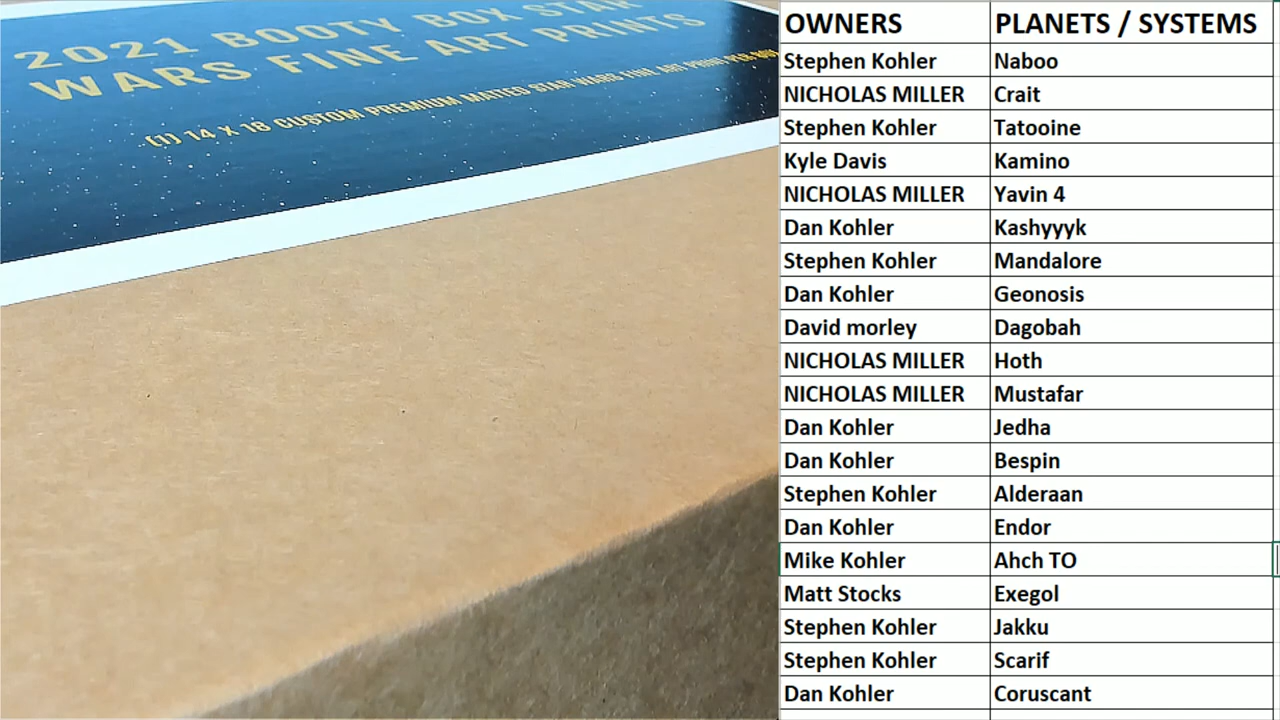 2021 BOOTY BOX STAR
WARS FINE ART PRINTS
(1) 14 X 18 CUSTOM PREMIUM MATTED STAR WARS FINE ART PRINT PER BOX
OWNERS PLANETS / SYSTEMS
Stephen Kohler Naboo
NICHOLAS MILLER Crait
Stephen Kohler Tatooine
Kyle Davis Kamino
NICHOLAS MILLER Yavin 4
Dan Kohler Kashyyyk
Stephen Kohler Mandalore
Dan Kohler Geonosis
David morley Dagobah
NICHOLAS MILLER Hoth
NICHOLAS MILLER Mustafar
Dan Kohler Jedha
Dan Kohler Bespin
Stephen Kohler Alderaan
Dan Kohler Endor
Mike Kohler Ahch TO
Matt Stocks Exegol
Stephen Kohler Jakku
Stephen Kohler Scarif
Dan Kohler Coruscant